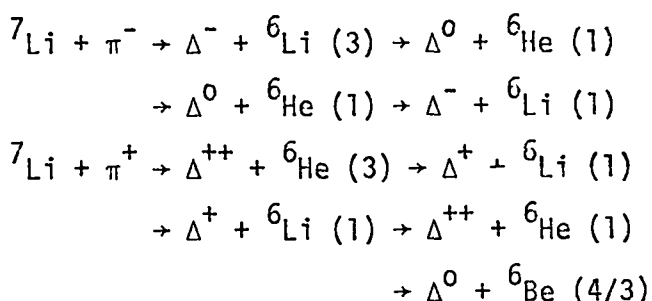 ⁷Li + π⁻ → Δ⁻ + ⁶Li (3) → Δ⁰ + ⁶He (1)
→ Δ⁰ + ⁶He (1) → Δ⁻ + ⁶Li (1)
⁷Li + π⁺ → Δ⁺⁺ + ⁶He (3) → Δ⁺ + ⁶Li (1)
→ Δ⁺ + ⁶Li (1) → Δ⁺⁺ + ⁶He (1)
→ Δ⁰ + ⁶Be (4/3)